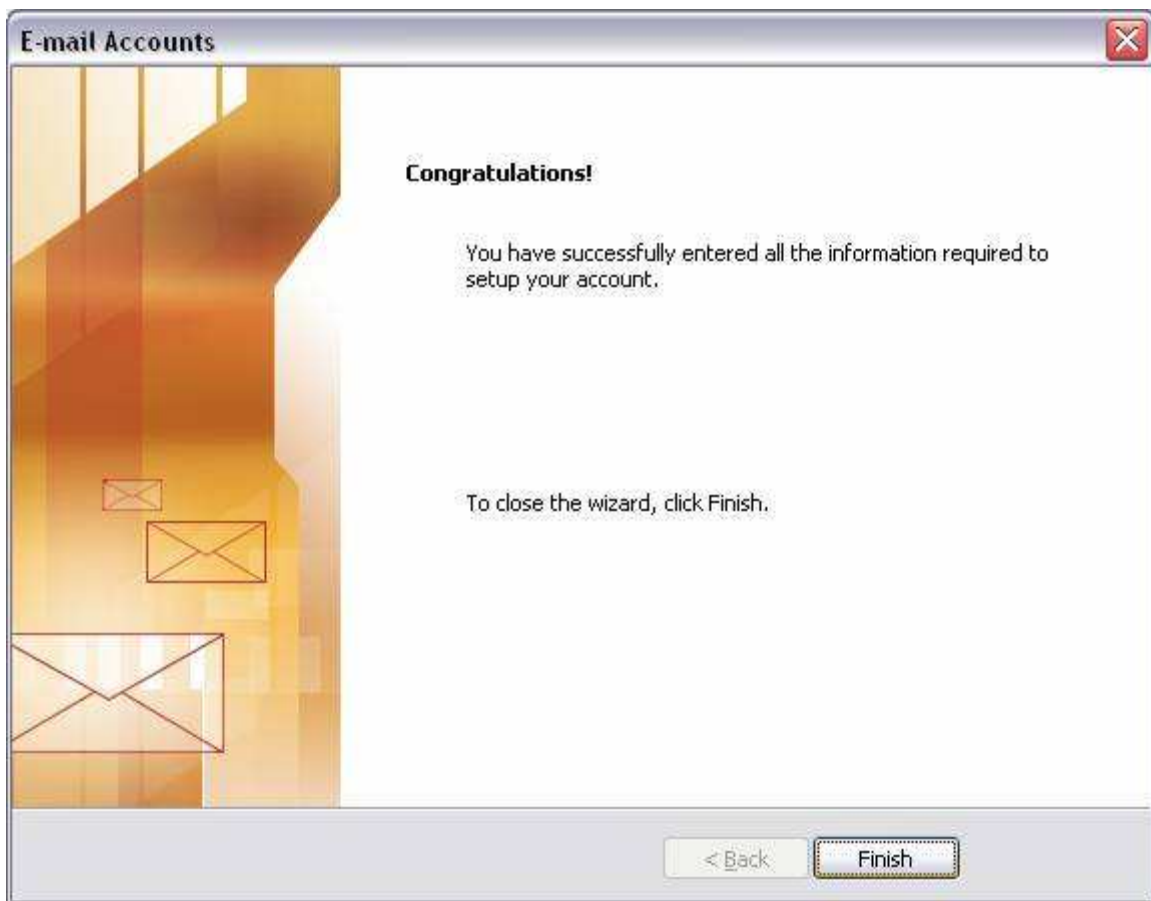 E-mail Accounts
Congratulations!
You have successfully entered all the information required to
setup your account.
To close the wizard, click Finish.
< Back
Finish